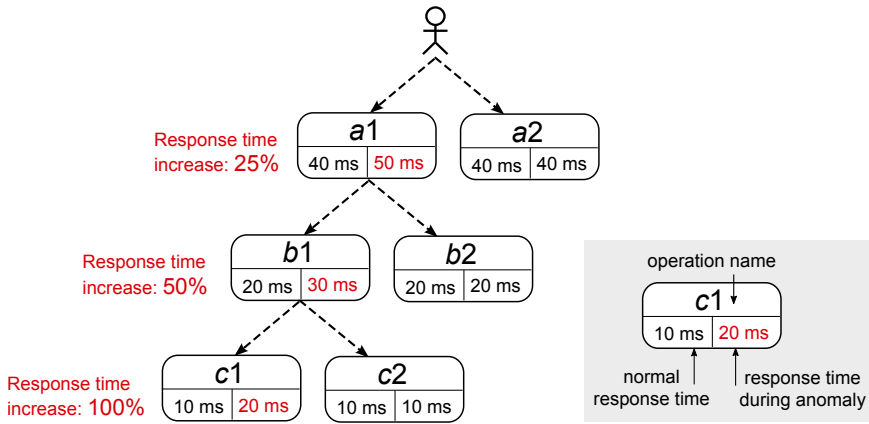 a1
40 ms 50 ms
a2
40 ms 40 ms
Response time
increase: 25%
b1
20 ms 30 ms
b2
20 ms 20 ms
Response time
increase: 50%
c1
10 ms 20 ms
c2
10 ms 10 ms
Response time
increase: 100%
operation name
c1
10 ms 20 ms
normal
response time
response time
during anomaly